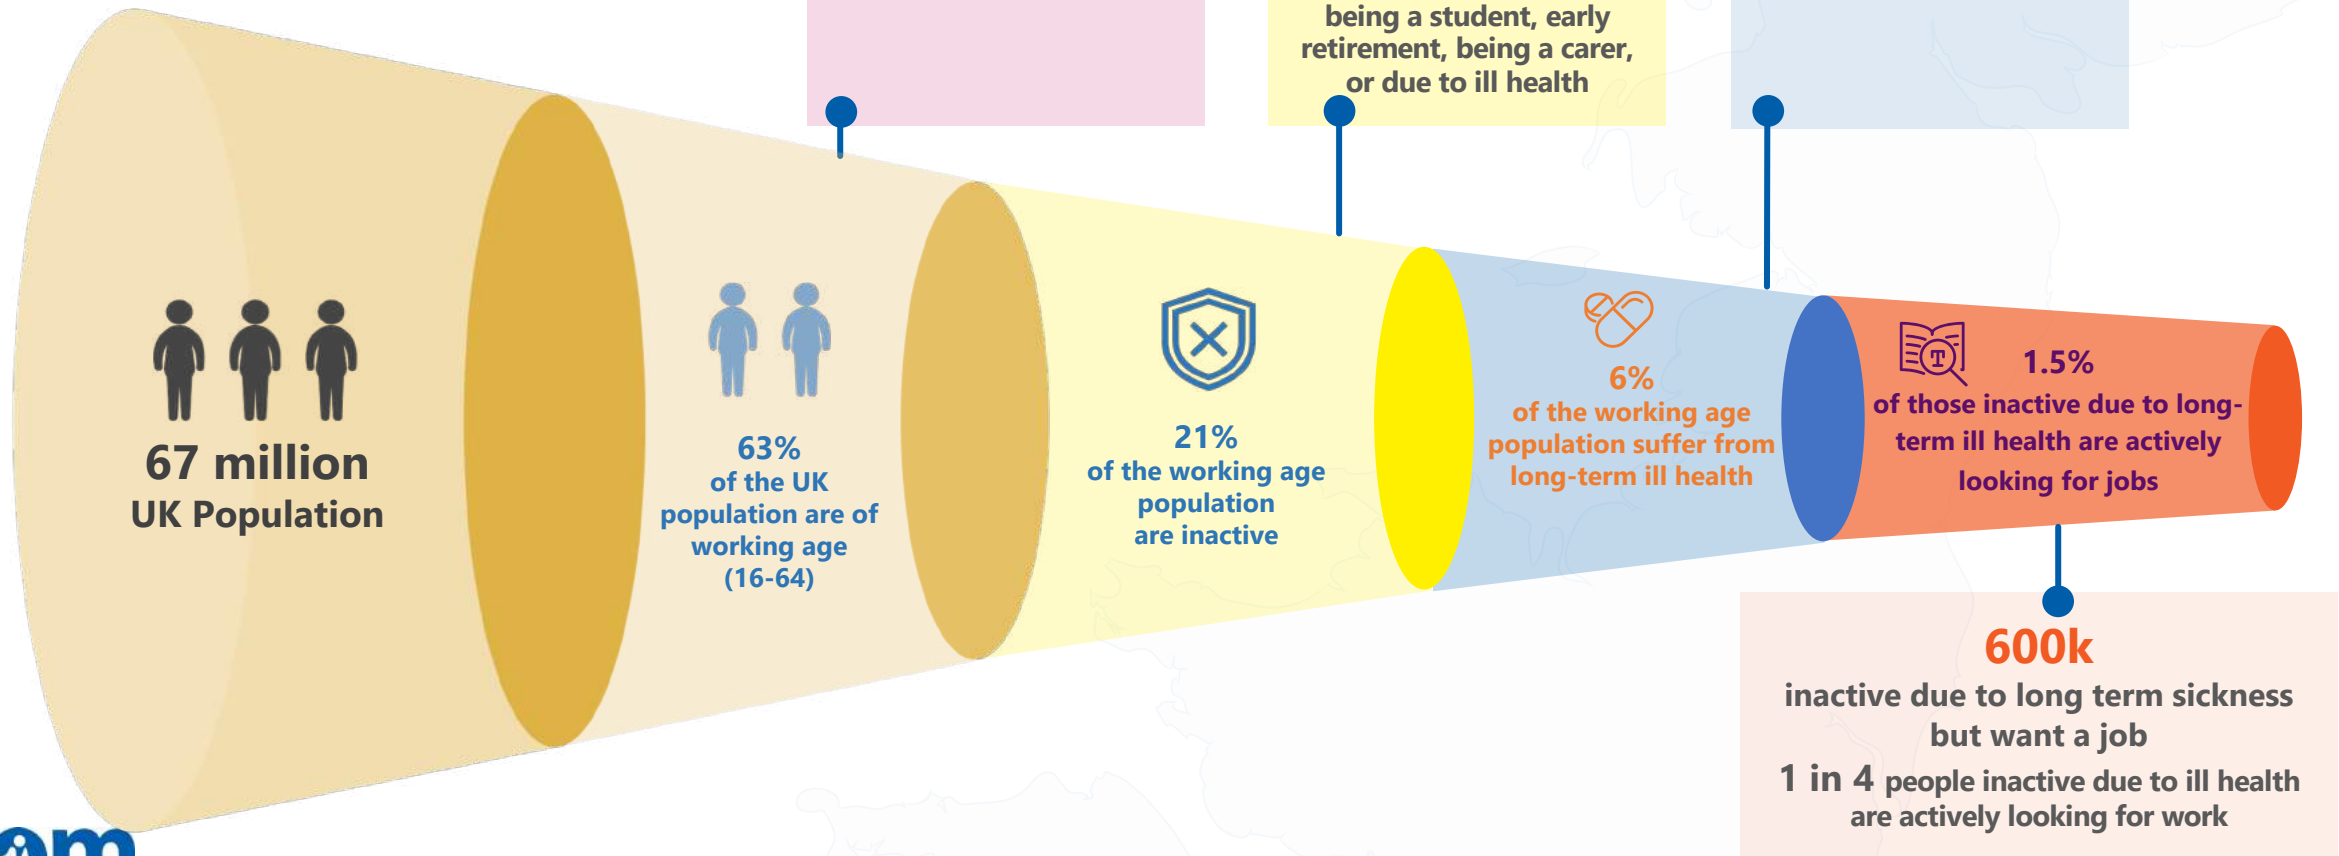 being a student, early
retirement, being a carer,
or due to ill health
67 million
UK Population
63%
of the UK
population are of
working age
(16-64)
21%
of the working age
population
are inactive
6%
of the working age
population suffer from
long-term ill health
T
1.5%
of those inactive due to long-
term ill health are actively
looking for jobs
600k
inactive due to long term sickness
but want a job
1 in 4 people inactive due to ill health
are actively looking for work